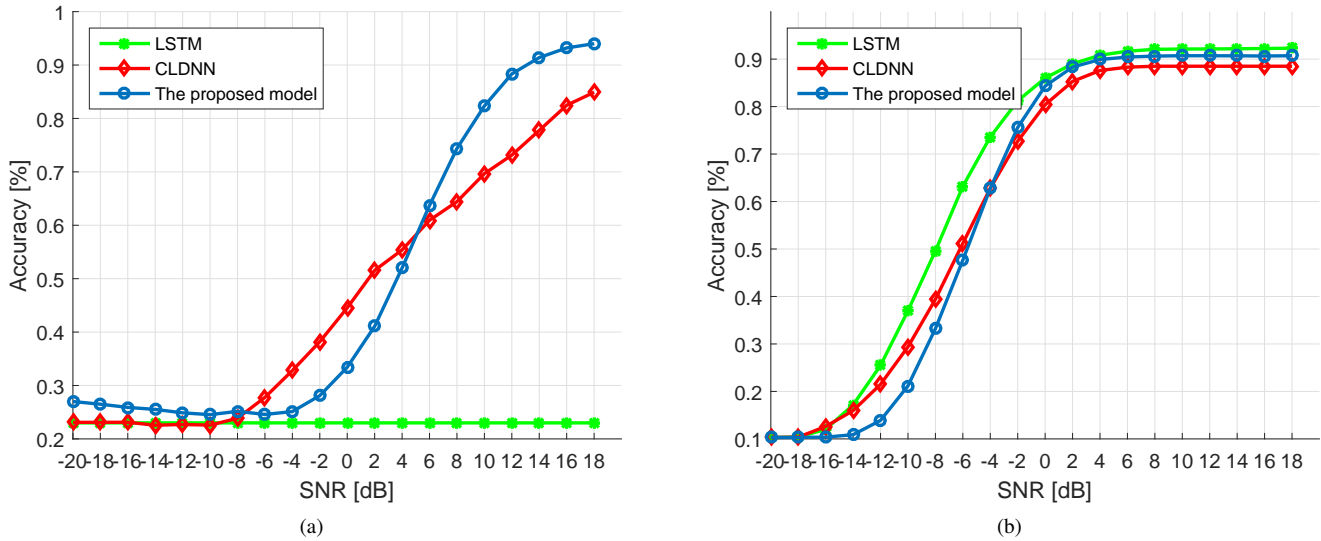 1
0.9
0.8
0.7
0.6
0.5
0.4
0.3
0.2
Accuracy [%]
LSTM
CLDNN
The proposed model
-20 -18 -16 -14 -12 -10 -8 -6 -4 -2 0 2 4 6 8 10 12 14 16 18
SNR [dB]
(a)
0.9
0.8
0.7
0.6
0.5
0.4
0.3
0.2
0.1
Accuracy [%]
LSTM
CLDNN
The proposed model
-20 -18 -16 -14 -12 -10 -8 -6 -4 -2 0 2 4 6 8 10 12 14 16 18
SNR [dB]
(b)